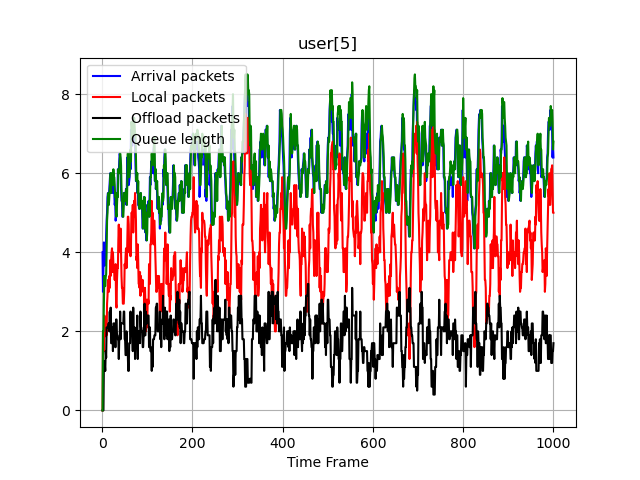 user[5]
Arrival packets
Local packets
Offload packets
Queue length
8
6
4
2
0
0 200 400 600 800 1000
Time Frame